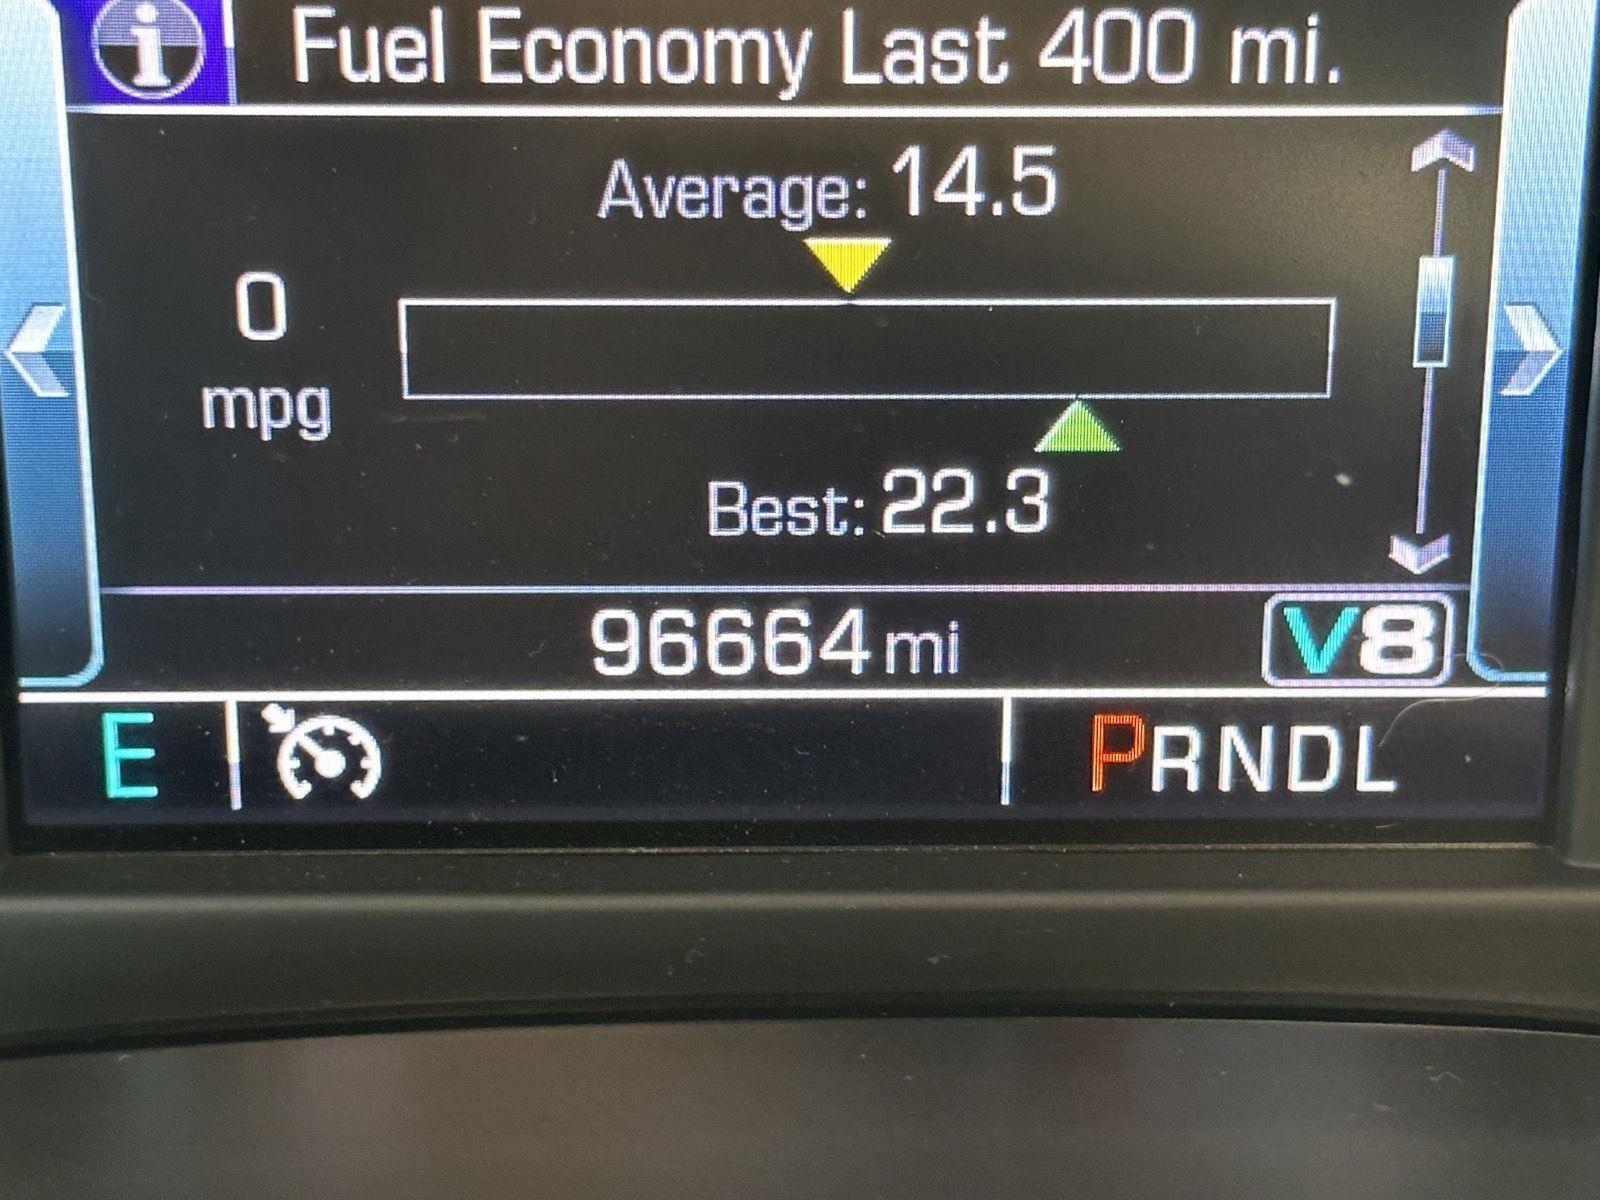 i Fuel Economy Last 400 mi.
Average: 14.5
0
mpg
Best: 22.3
96664 mi V8
E PRNDL